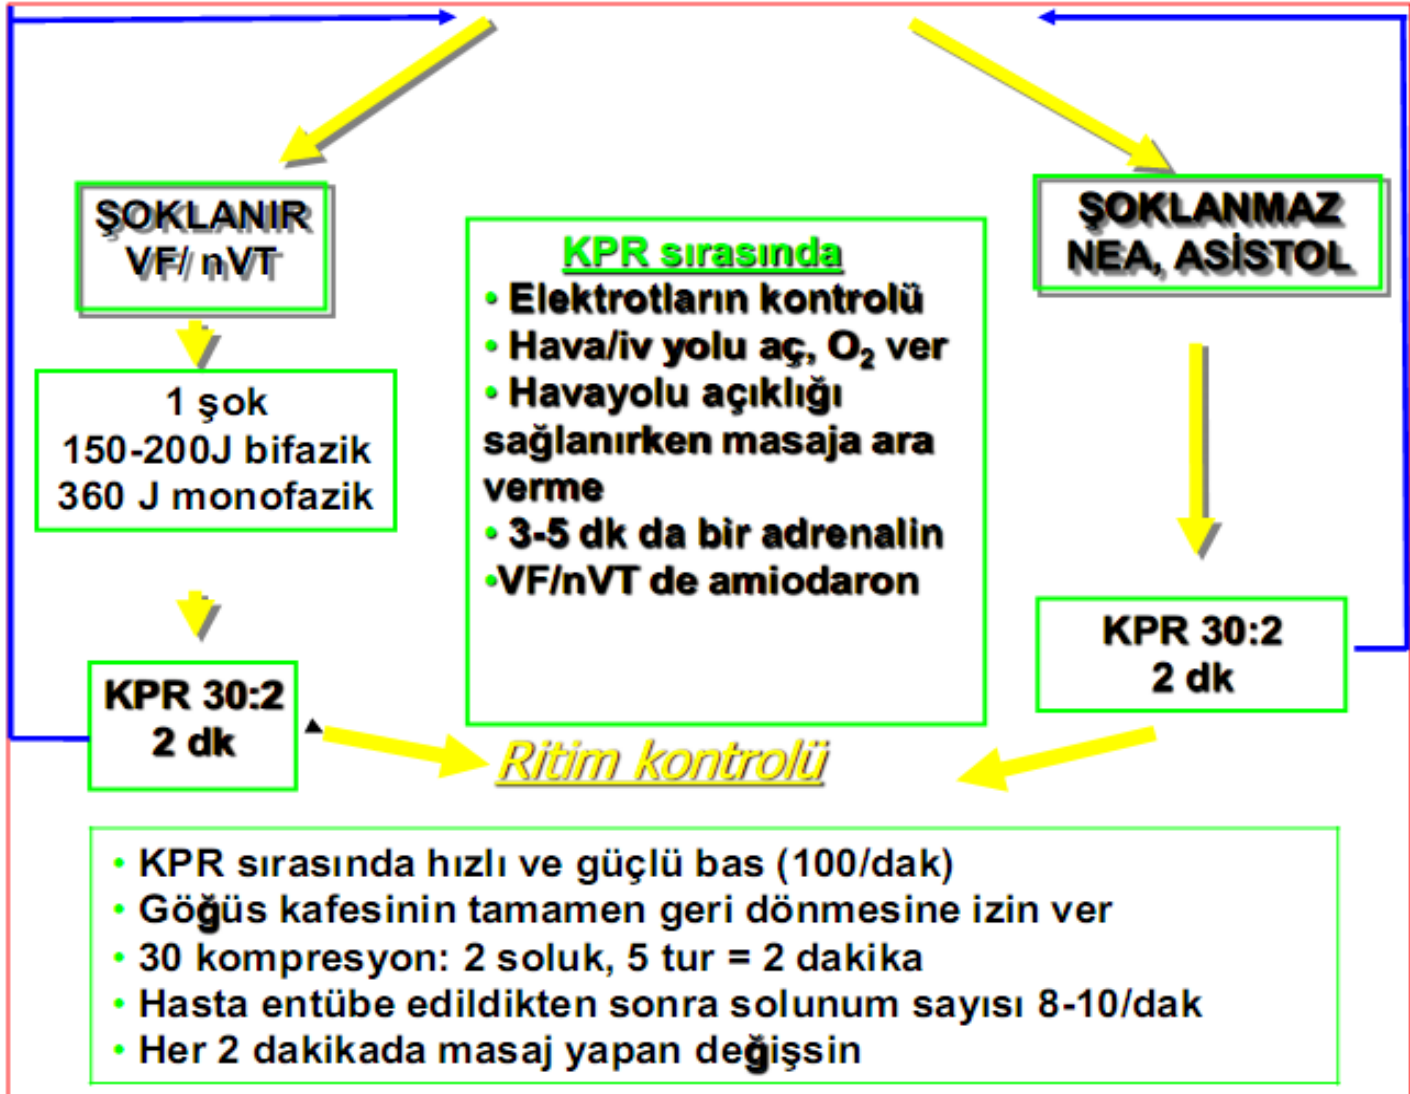 ŞOKLANIR
VF/ nVT
1 şok
150-200J bifazik
360 J monofazik
KPR 30:2
2 dk
KPR sırasında
• Elektrotların kontrolü
• Hava/iv yolu aç, O₂ ver
• Havayolu açıklığı
sağlanırken masaja ara
verme
• 3-5 dk da bir adrenalin
•VF/nVT de amiodaron
ŞOKLANMAZ
NEA, ASİSTOL
KPR 30:2
2 dk
Ritim kontrolü
• KPR sırasında hızlı ve güçlü bas (100/dak)
• Göğüs kafesinin tamamen geri dönmesine izin ver
• 30 kompresyon: 2 soluk, 5 tur = 2 dakika
• Hasta entübe edildikten sonra solunum sayısı 8-10/dak
• Her 2 dakikada masaj yapan değişsin